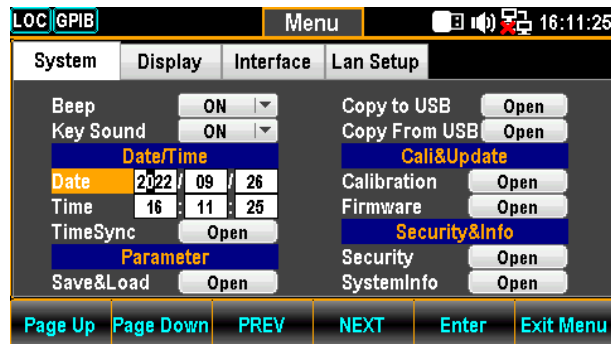 LOC GPIB Menu 16:11:25
System Display Interface Lan Setup
Beep ON Copy to USB Open
Key Sound ON Copy From USB Open
Date/Time Cali&Update
Date 2022 / 09 / 26 Calibration Open
Time 16 : 11 : 25 Firmware Open
TimeSync Open Security&Info
Parameter Security Open
Save&Load Open SystemInfo Open
Page Up Page Down PREV NEXT Enter Exit Menu